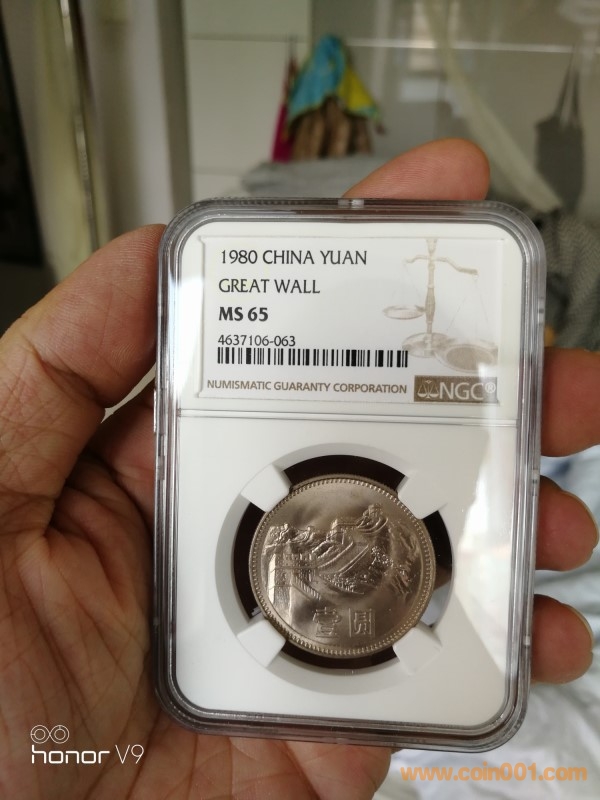 1980 CHINA YUAN
GREAT WALL
MS 65
4637106-063
NUMISMATIC GUARANTY CORPORATION
NGC®
壹圆
honor V9
www.coin001.com